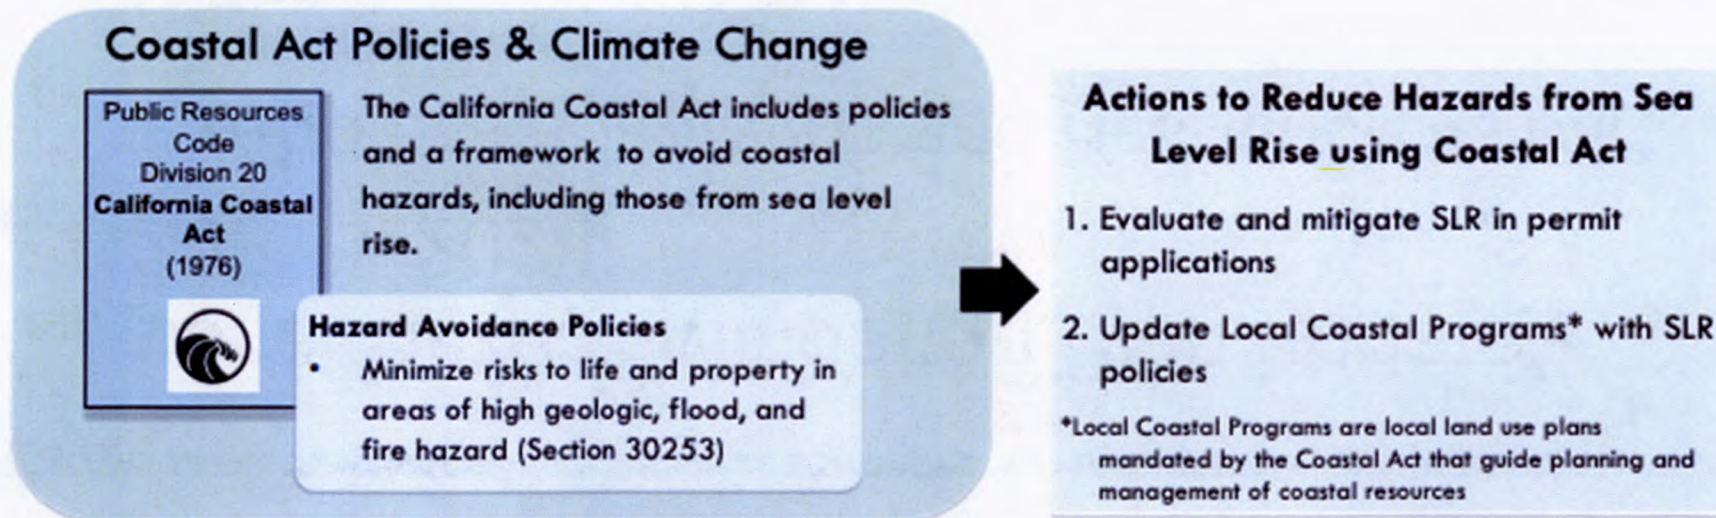 Coastal Act Policies & Climate Change
Public Resources
Code
Division 20
California Coastal
Act
(1976)
The California Coastal Act includes policies
and a framework to avoid coastal
hazards, including those from sea level
rise.
Hazard Avoidance Policies
• Minimize risks to life and property in
areas of high geologic, flood, and
fire hazard (Section 30253)
Actions to Reduce Hazards from Sea
Level Rise using Coastal Act
1. Evaluate and mitigate SLR in permit
applications
2. Update Local Coastal Programs* with SLR
policies
*Local Coastal Programs are local land use plans
mandated by the Coastal Act that guide planning and
management of coastal resources